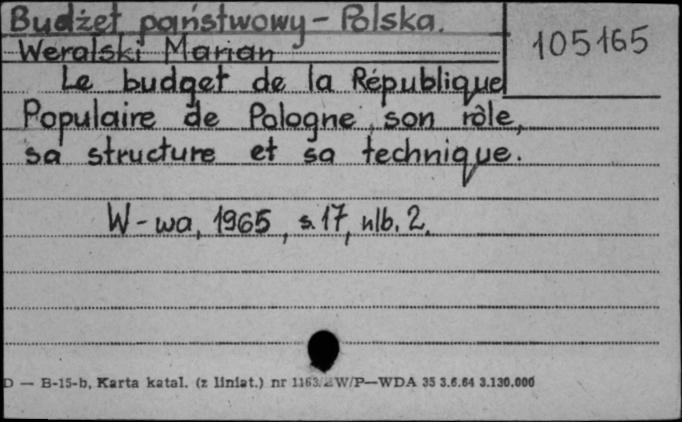 Budżet państwowy - Polska.
105165
Weralski Marian
Le budget de la République
Populaire de Pologne, son rôle,
sa structure et sa technique.
W-wa, 1965, s. 17, nlb. 2.
D — B-15-b, Karta katal. (z liniat.) nr 1163 W/P—WDA 35 3.6.64 3.130.000